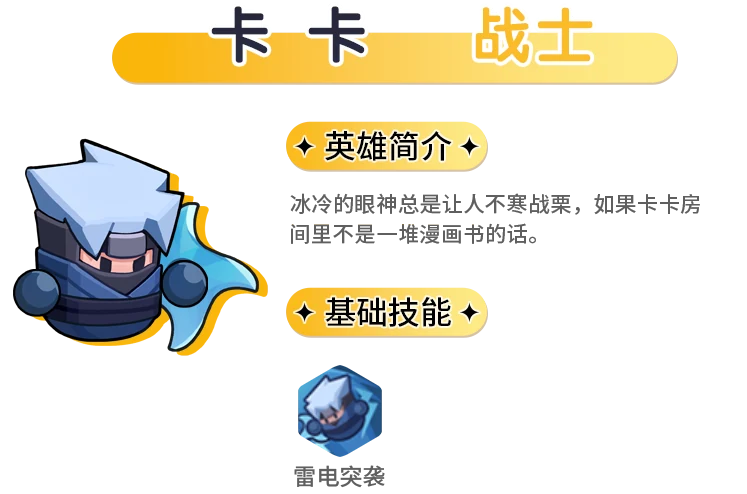 卡卡 战士
英雄简介
冰冷的眼神总是让人不寒战栗，如果卡卡房
间里不是一堆漫画书的话。
基础技能
雷电突袭